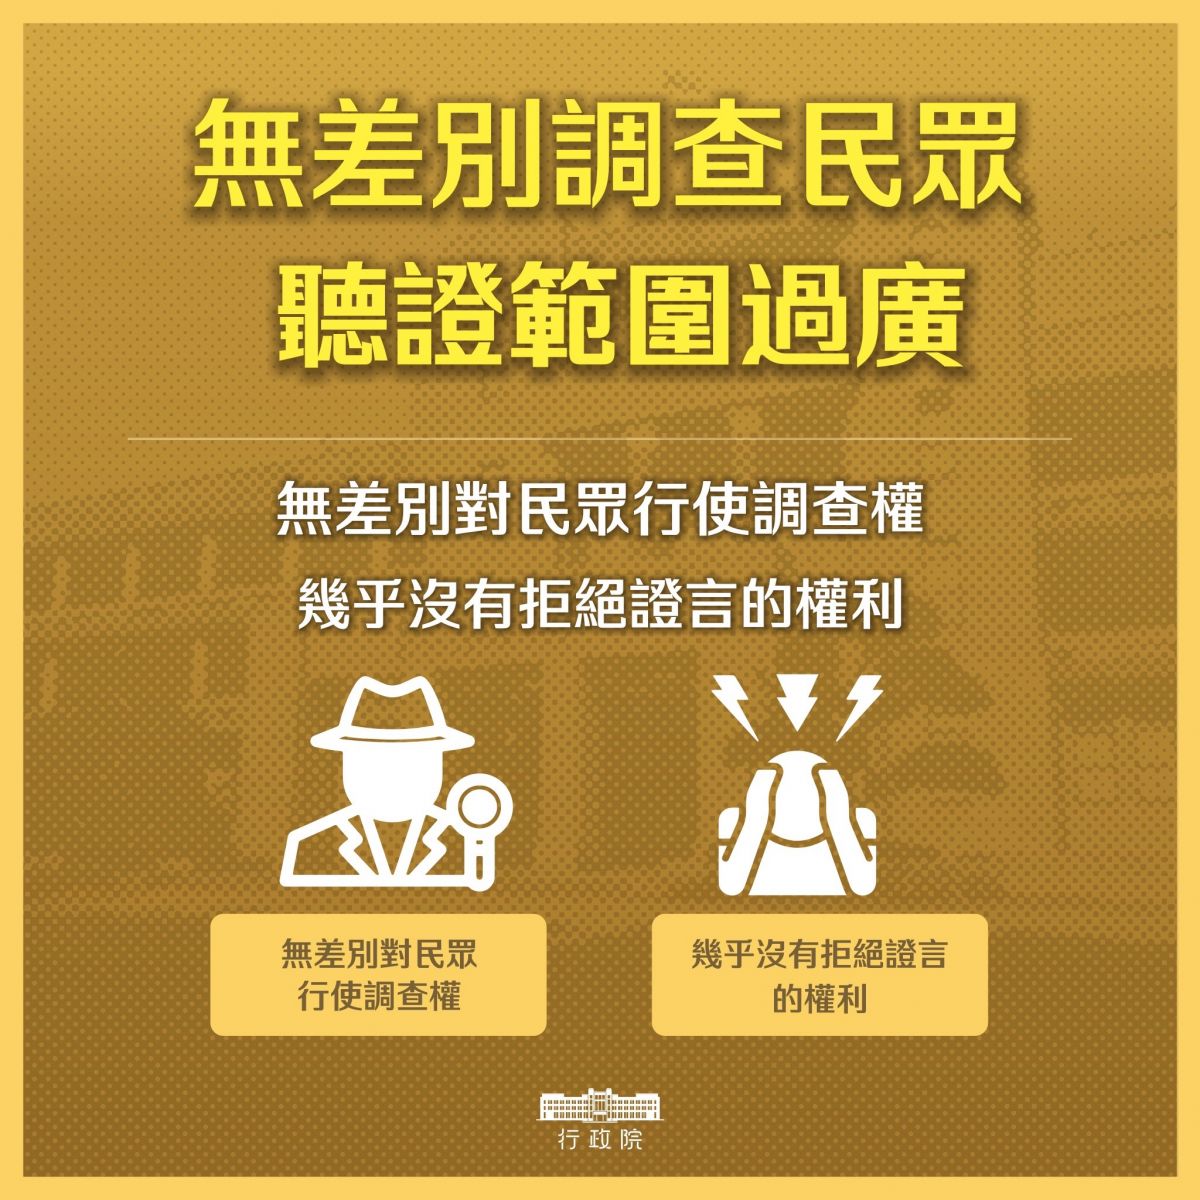 無差別調查民眾
聽證範圍過廣
無差別對民眾行使調查權
幾乎沒有拒絕證言的權利
無差別對民眾
行使調查權
幾乎沒有拒絕證言
的權利
行政院